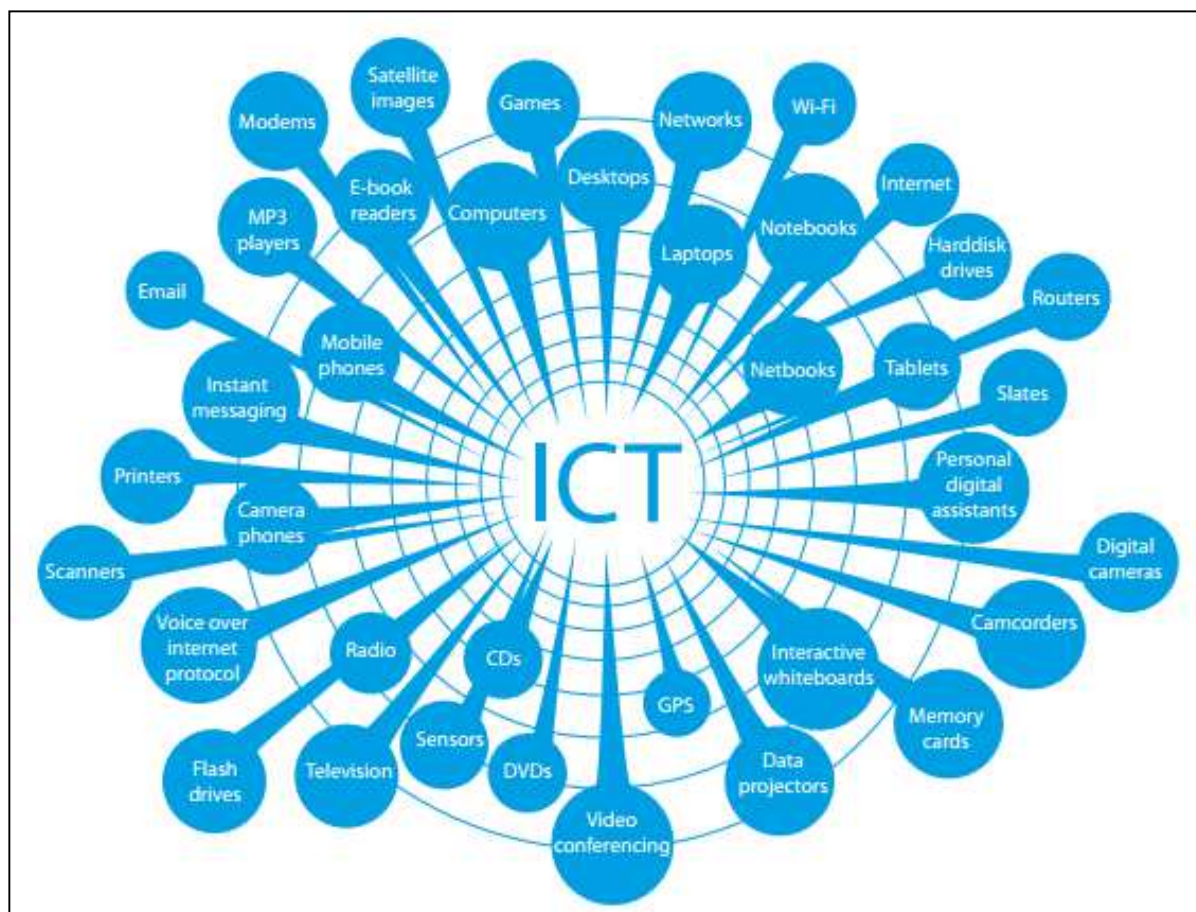 Satellite
images
Games
Networks
Wi-Fi
Modems
Desktops
E-book
readers
Computers
Notebooks
Internet
MP3
players
Laptops
Harddisk
drives
Email
Routers
Mobile
phones
Netbooks
Tablets
Instant
messaging
Slates
Printers
ICT
Personal
digital
assistants
Camera
phones
Scanners
Digital
cameras
Voice over
internet
protocol
Radio
CDs
Interactive
whiteboards
Camcorders
GPS
Memory
cards
Sensors
Flash
drives
Television
DVDs
Data
projectors
Video
conferencing